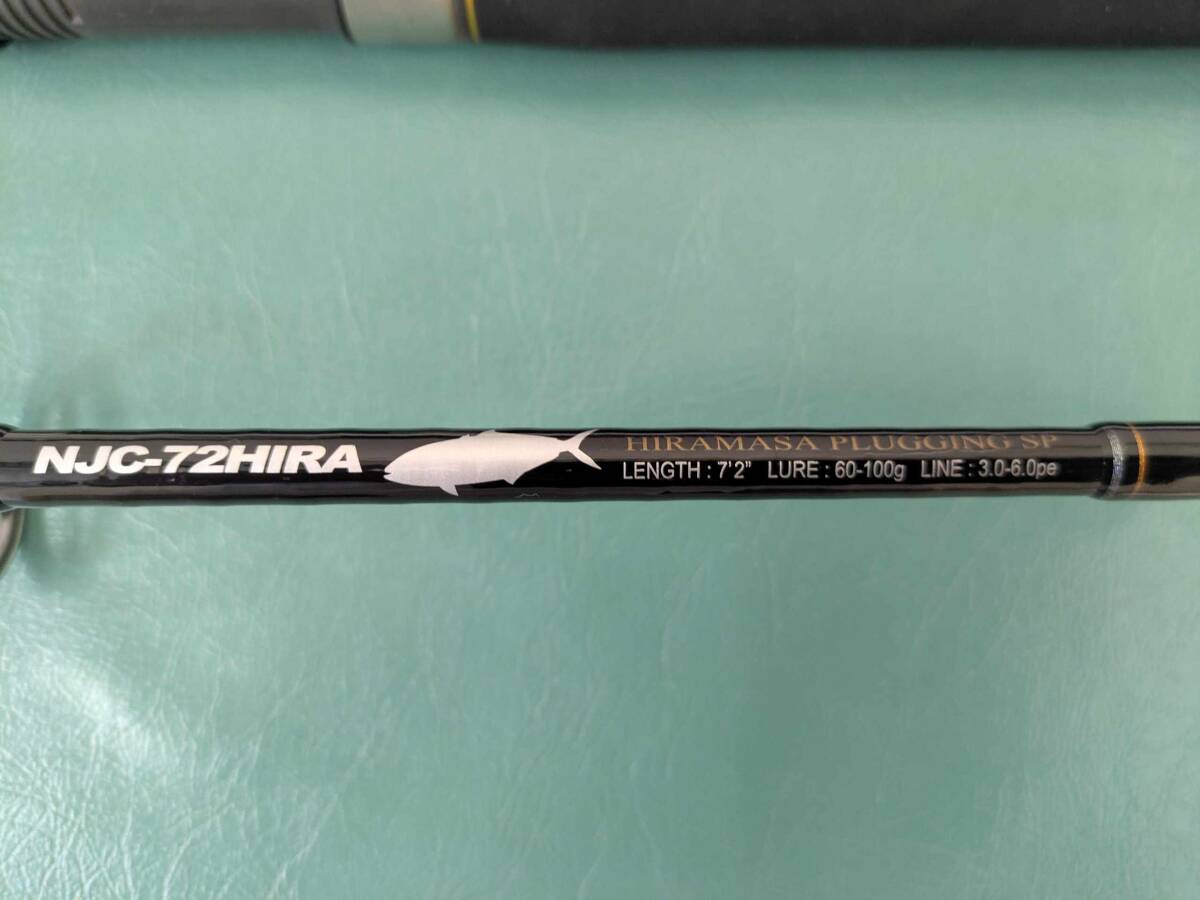 NJC-72HIRA
HIRAMASA PLUGGING SP
LENGTH : 7'2" LURE : 60-100g LINE : 3.0-6.0pe